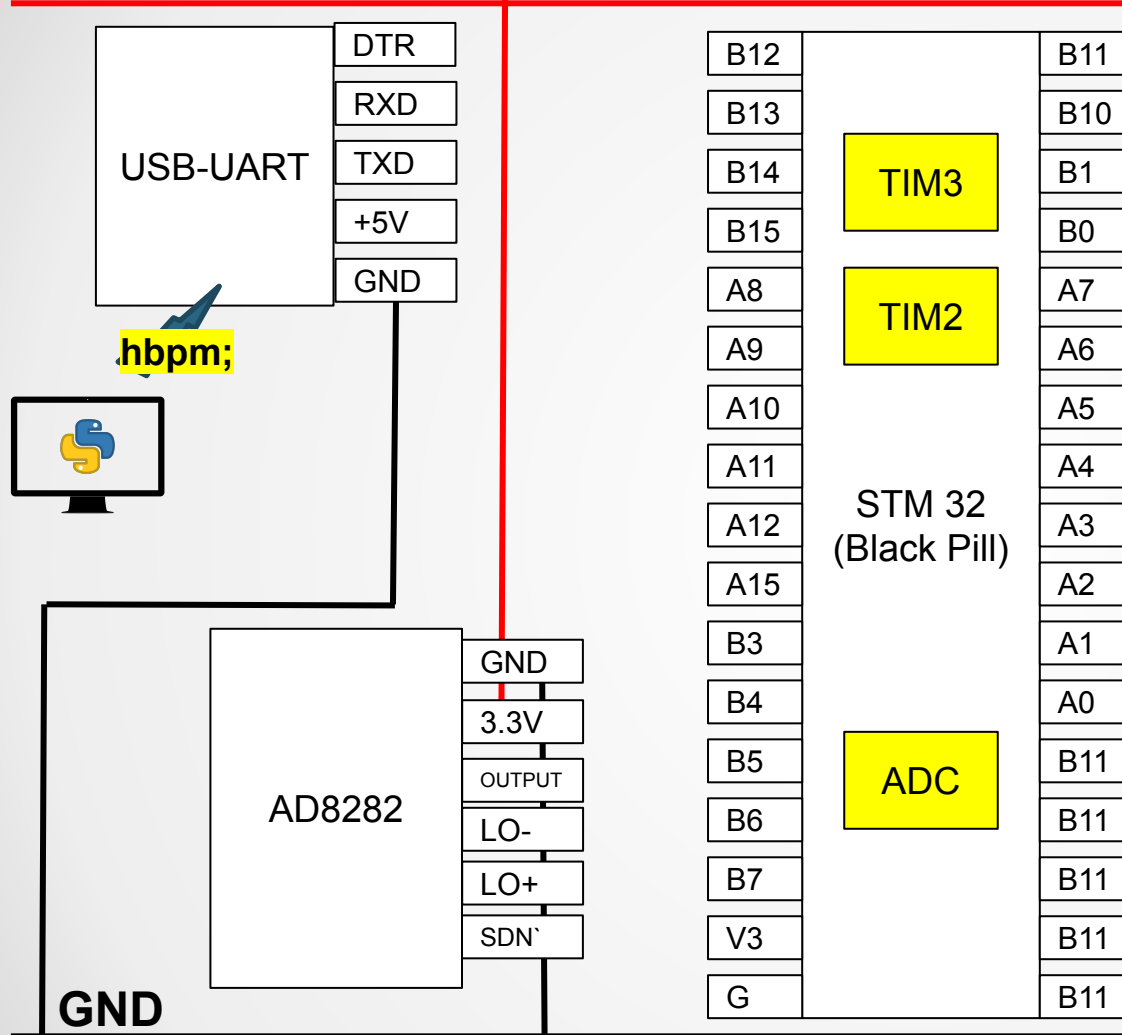 USB-UART
DTR
RXD
TXD
+5V
GND
hbpm;
AD8282
GND
3.3V
OUTPUT
LO-
LO+
SDN`
GND
B12
B13
B14
B15
A8
A9
A10
A11
A12
A15
B3
B4
B5
B6
B7
V3
G
TIM3
TIM2
STM 32
(Black Pill)
ADC
B11
B10
B1
B0
A7
A6
A5
A4
A3
A2
A1
A0
B11
B11
B11
B11
B11